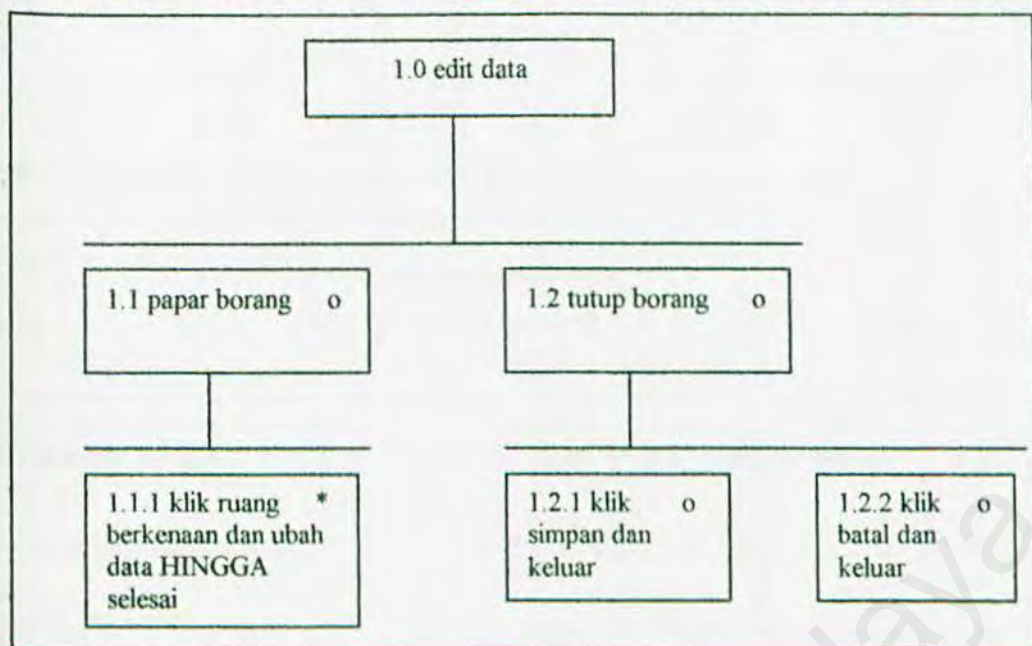 1.0 edit data
1.1 papar borang o
1.2 tutup borang o
1.1.1 klik ruang *
berkenaan dan ubah
data HINGGA
selesai
1.2.1 klik o
simpan dan
keluar
1.2.2 klik o
batal dan
keluar